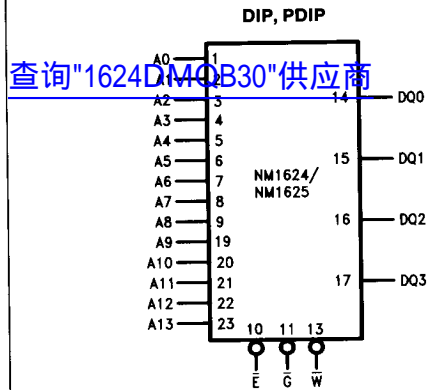 DIP, PDIP
查询"1624DMQB30"供应商
A0 1
A1 2
A2 3
A3 4
A4 5
A5 6
A6 7
A7 8
A8 9
A9 19
A10 20
A11 21
A12 22
A13 23
NM1624/
NM1625
14 DQ0
15 DQ1
16 DQ2
17 DQ3
10 11 13
E̅ G̅ W̅